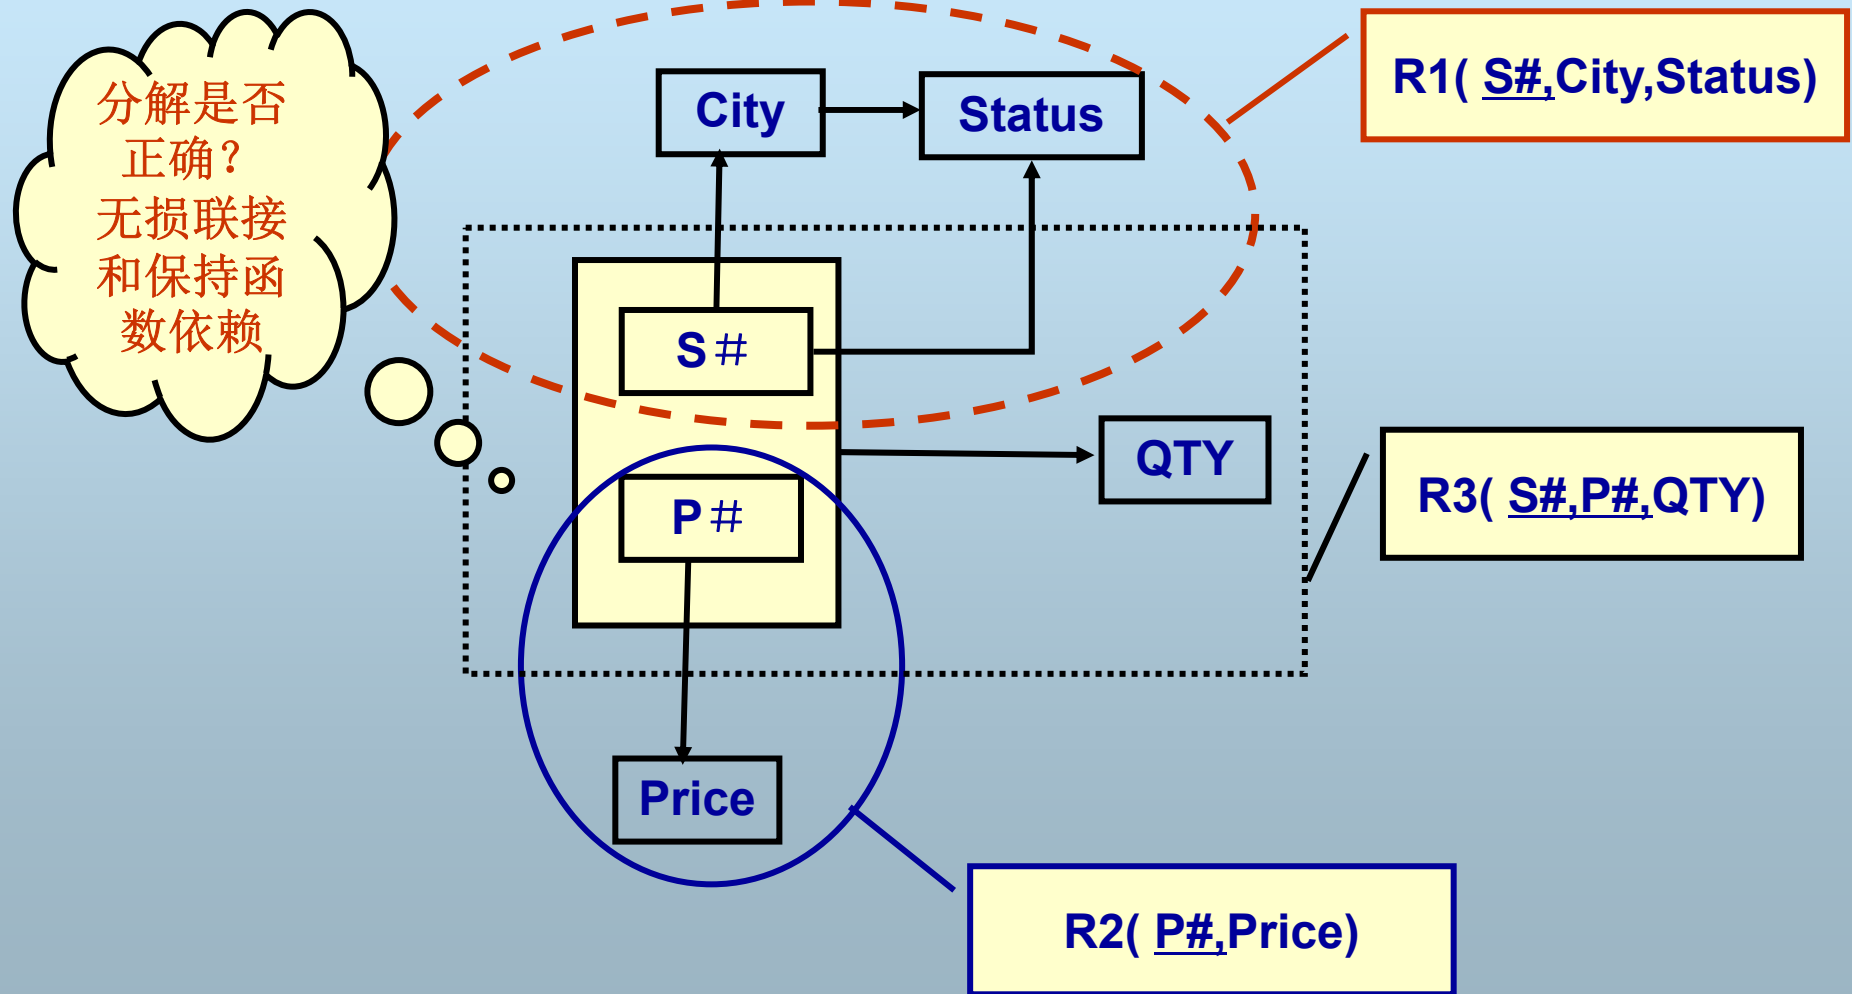 分解是否
正确？
无损联接
和保持函
数依赖
City
Status
R1( S#,City,Status)
S＃
QTY
P＃
R3( S#,P#,QTY)
Price
R2( P#,Price)